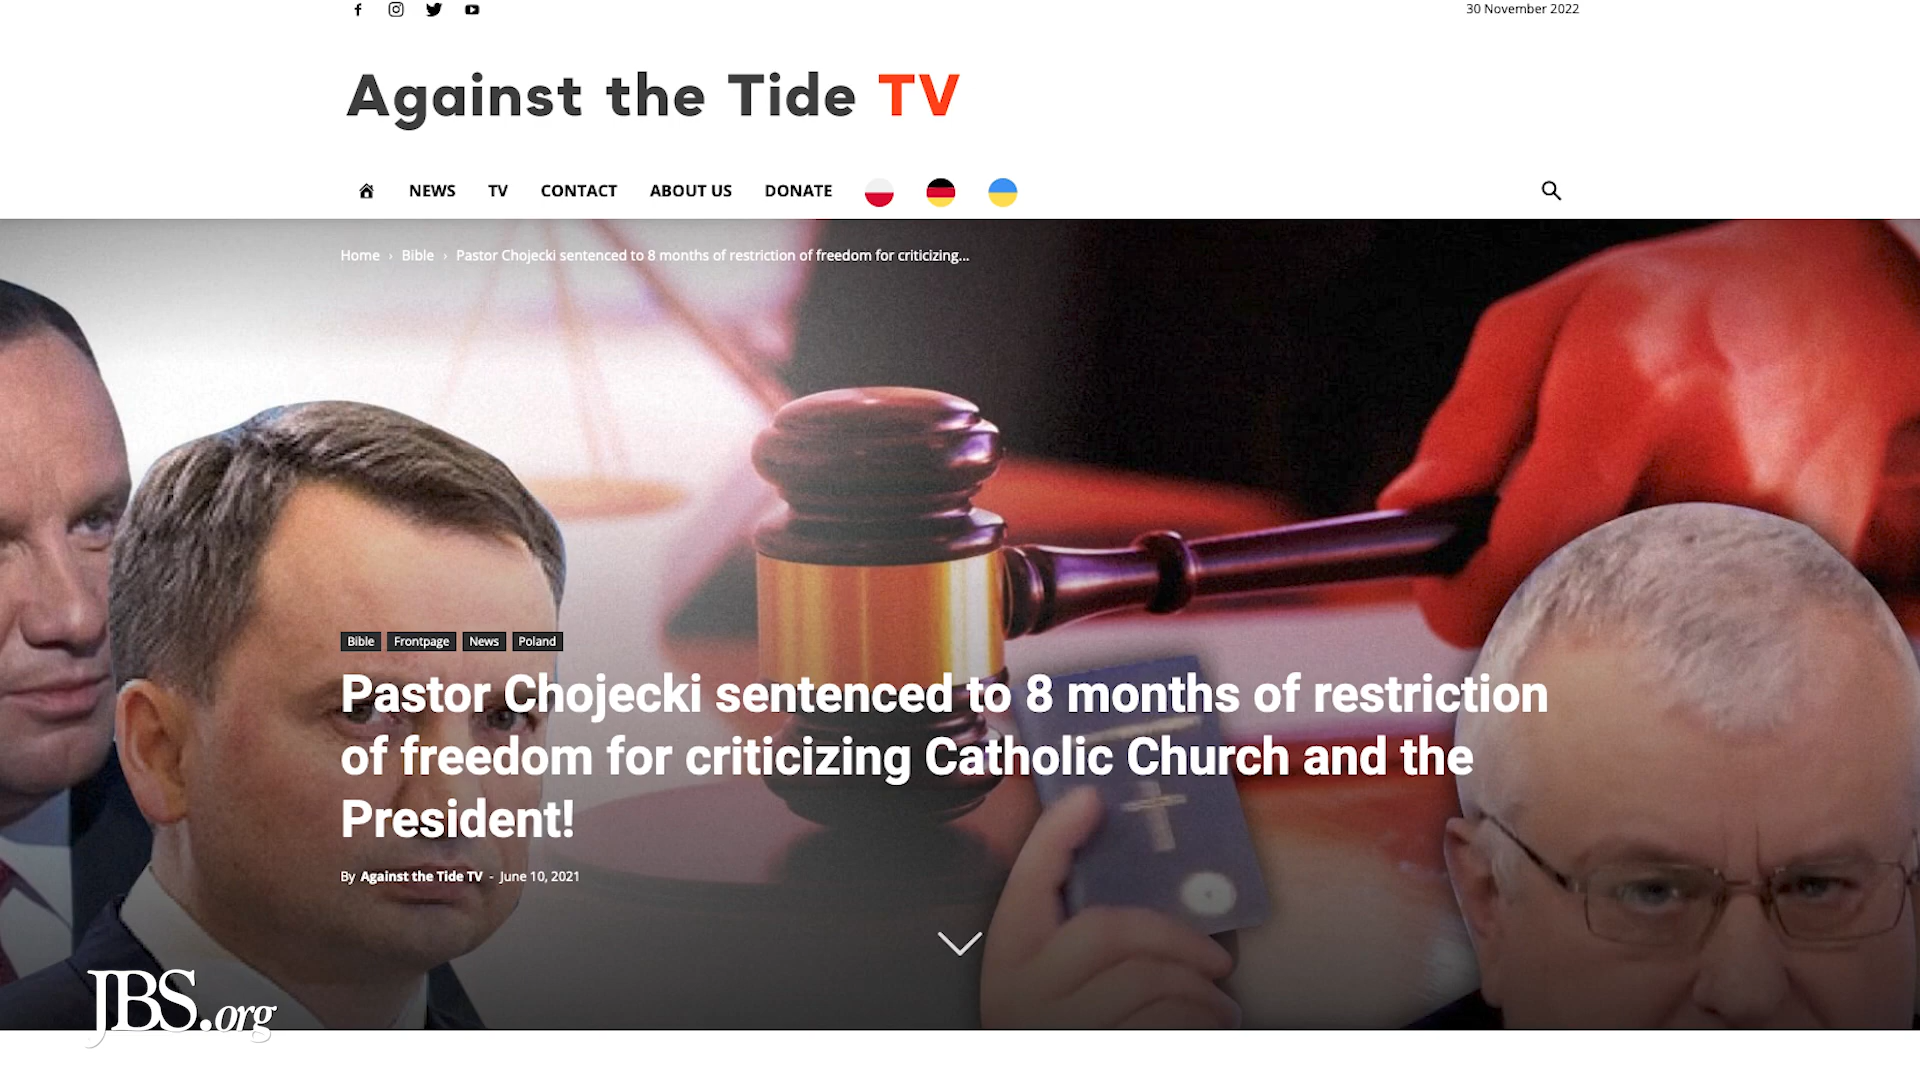 30 November 2022
Against the Tide TV
NEWS TV CONTACT ABOUT US DONATE
Home › Bible › Pastor Chojecki sentenced to 8 months of restriction of freedom for criticizing...
Bible Frontpage News Poland
Pastor Chojecki sentenced to 8 months of restriction
of freedom for criticizing Catholic Church and the
President!
By Against the Tide TV - June 10, 2021
JBS.org